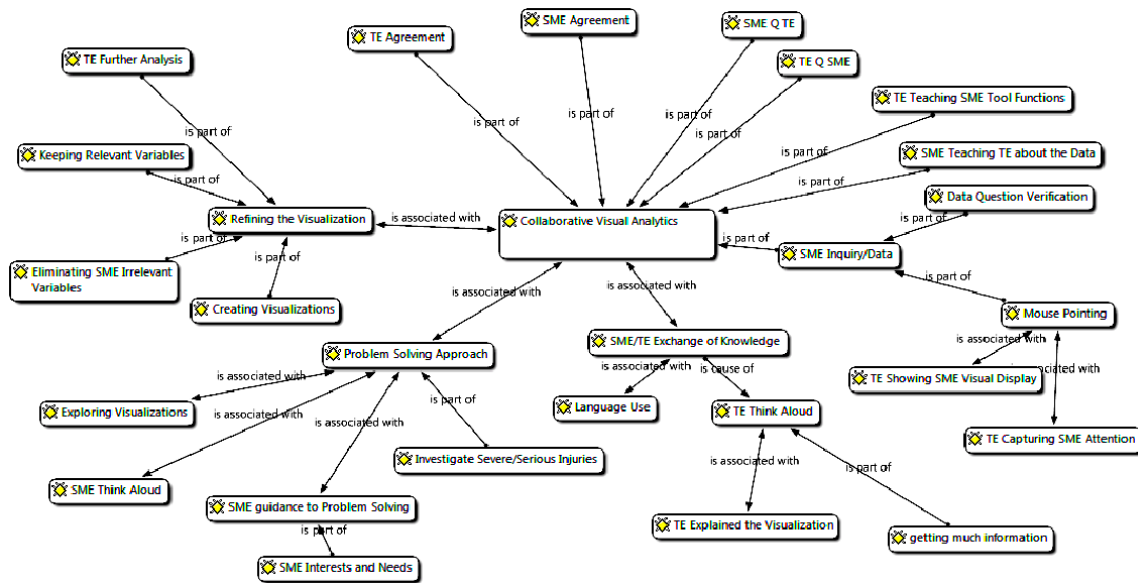 SME Agreement
SME Q TE
TE Agreement
TE Further Analysis
TE Q SME
TE Teaching SME Tool Functions
is part of
is part of
is part of
is part of
is part of
is part of
Keeping Relevant Variables
SME Teaching TE about the Data
is part of
is part of
Data Question Verification
Refining the Visualization
is associated with
Collaborative Visual Analytics
is part of
is part of
is part of
SME Inquiry/Data
Eliminating SME Irrelevant
Variables
is part of
is part of
Creating Visualizations
is associated with
is associated with
Mouse Pointing
Problem Solving Approach
SME/TE Exchange of Knowledge
is associated with
is associated with
is associated with
is cause of
is associated with
TE Showing SME Visual Display
Exploring Visualizations
is associated with
is part of
Language Use
TE Think Aloud
is associated with
TE Capturing SME Attention
Investigate Severe/Serious Injuries
is associated with
is part of
SME Think Aloud
SME guidance to Problem Solving
is part of
TE Explained the Visualization
getting much information
SME Interests and Needs